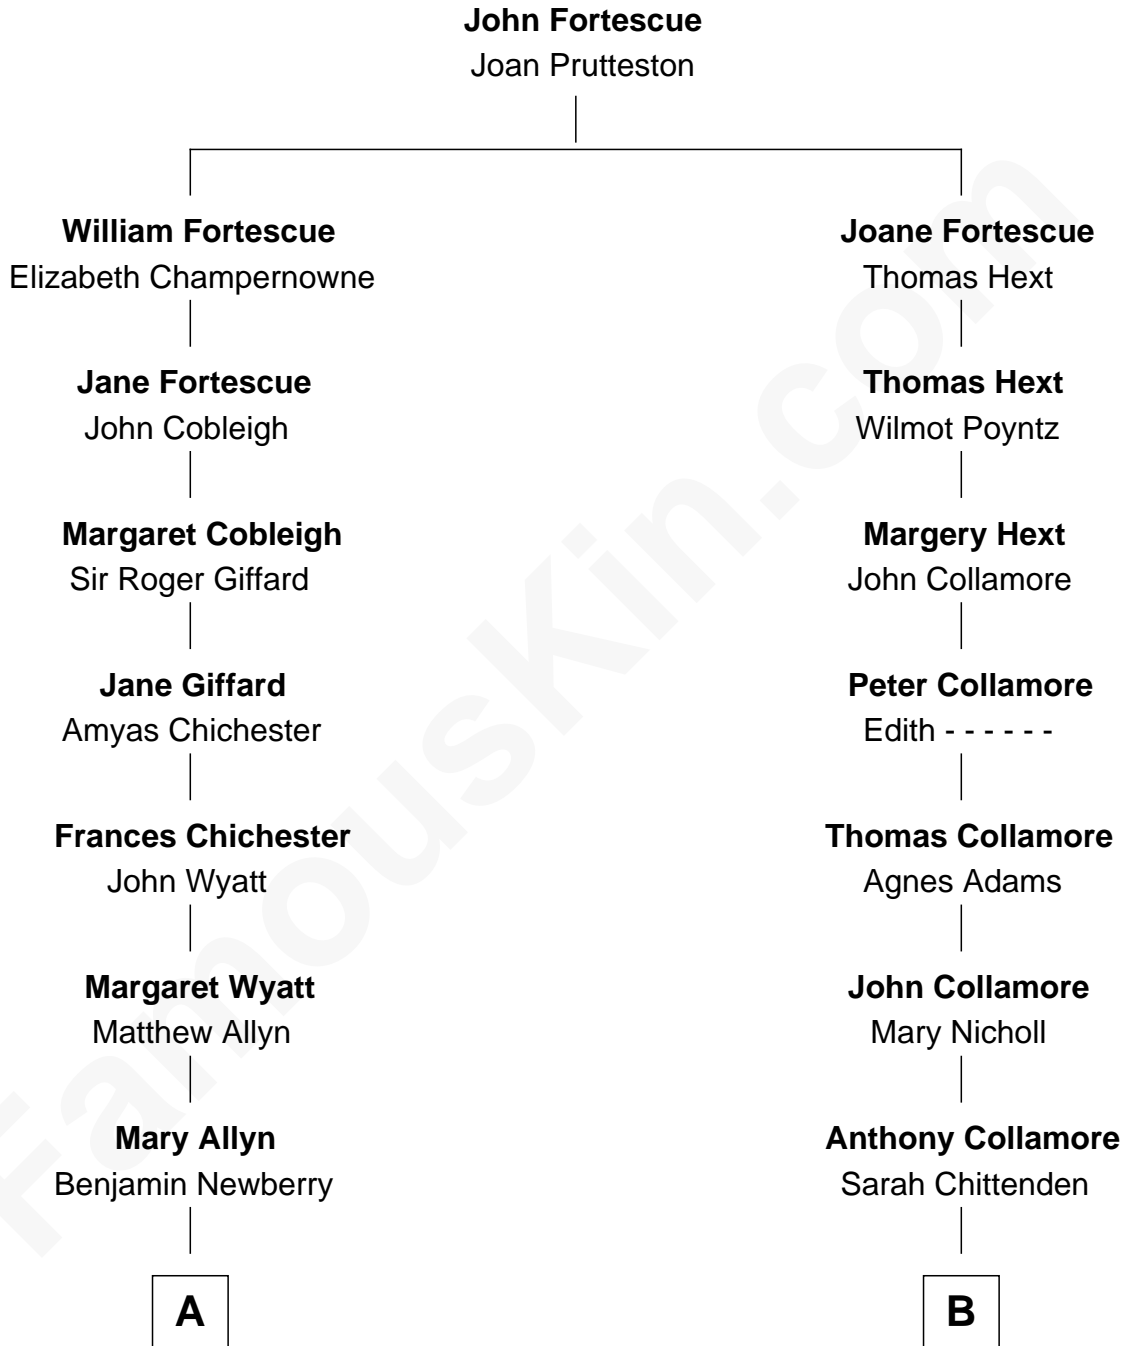 John Fortescue
Joan Prutteston
William Fortescue
Elizabeth Champernowne
Jane Fortescue
John Cobleigh
Margaret Cobleigh
Sir Roger Giffard
Jane Giffard
Amyas Chichester
Frances Chichester
John Wyatt
Margaret Wyatt
Matthew Allyn
Mary Allyn
Benjamin Newberry
A
Joane Fortescue
Thomas Hext
Thomas Hext
Wilmot Poyntz
Margery Hext
John Collamore
Peter Collamore
Edith - - - - - -
Thomas Collamore
Agnes Adams
John Collamore
Mary Nicholl
Anthony Collamore
Sarah Chittenden
B
FamousKin.com